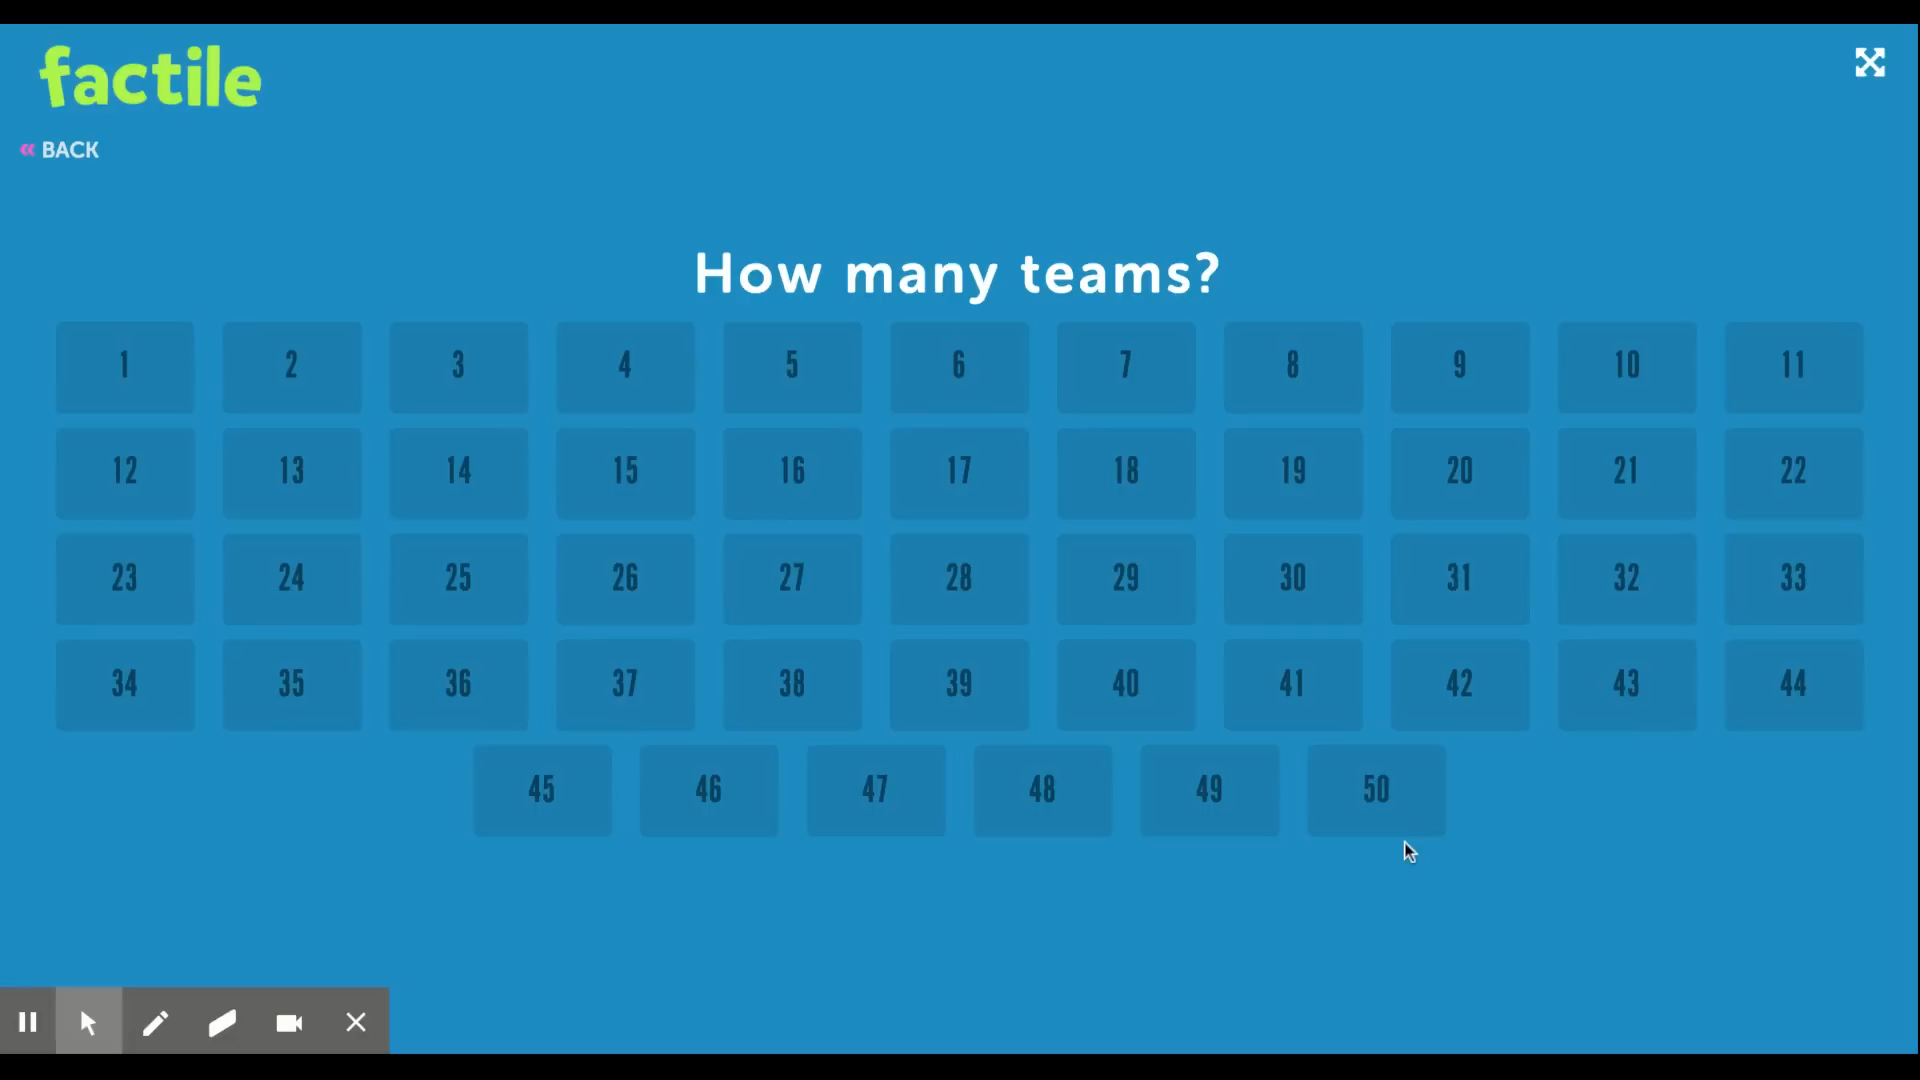 factile
« BACK
How many teams?
1 2 3 4 5 6 7 8 9 10 11
12 13 14 15 16 17 18 19 20 21 22
23 24 25 26 27 28 29 30 31 32 33
34 35 36 37 38 39 40 41 42 43 44
45 46 47 48 49 50